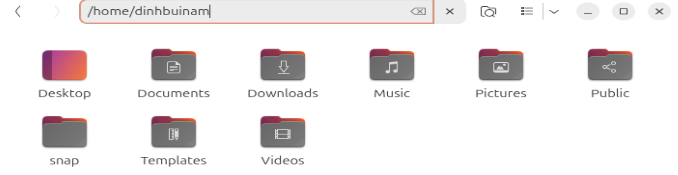 /home/dinhbuinam
Desktop Documents Downloads Music Pictures Public
snap Templates Videos